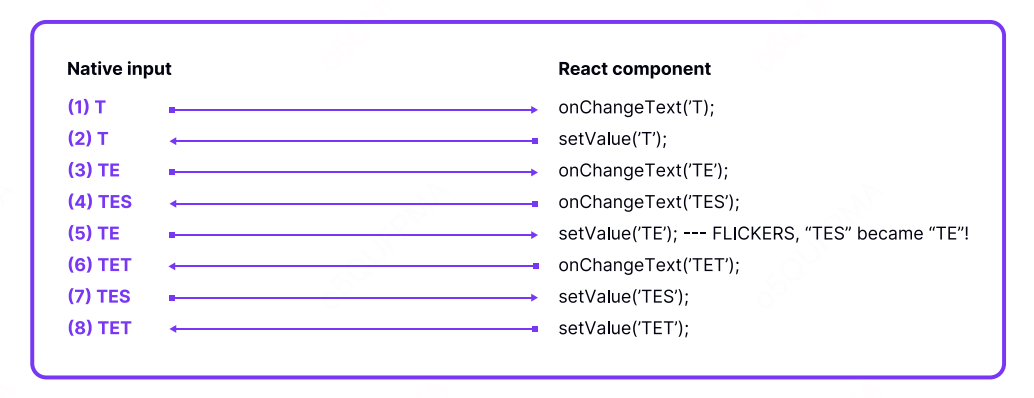 Native input React component
(1) T onChangeText('T);
(2) T setValue('T');
(3) TE onChangeText('TE');
(4) TES onChangeText('TES');
(5) TE setValue('TE'); --- FLICKERS, “TES” became “TE”!
(6) TET onChangeText('TET');
(7) TES setValue('TES');
(8) TET setValue('TET');